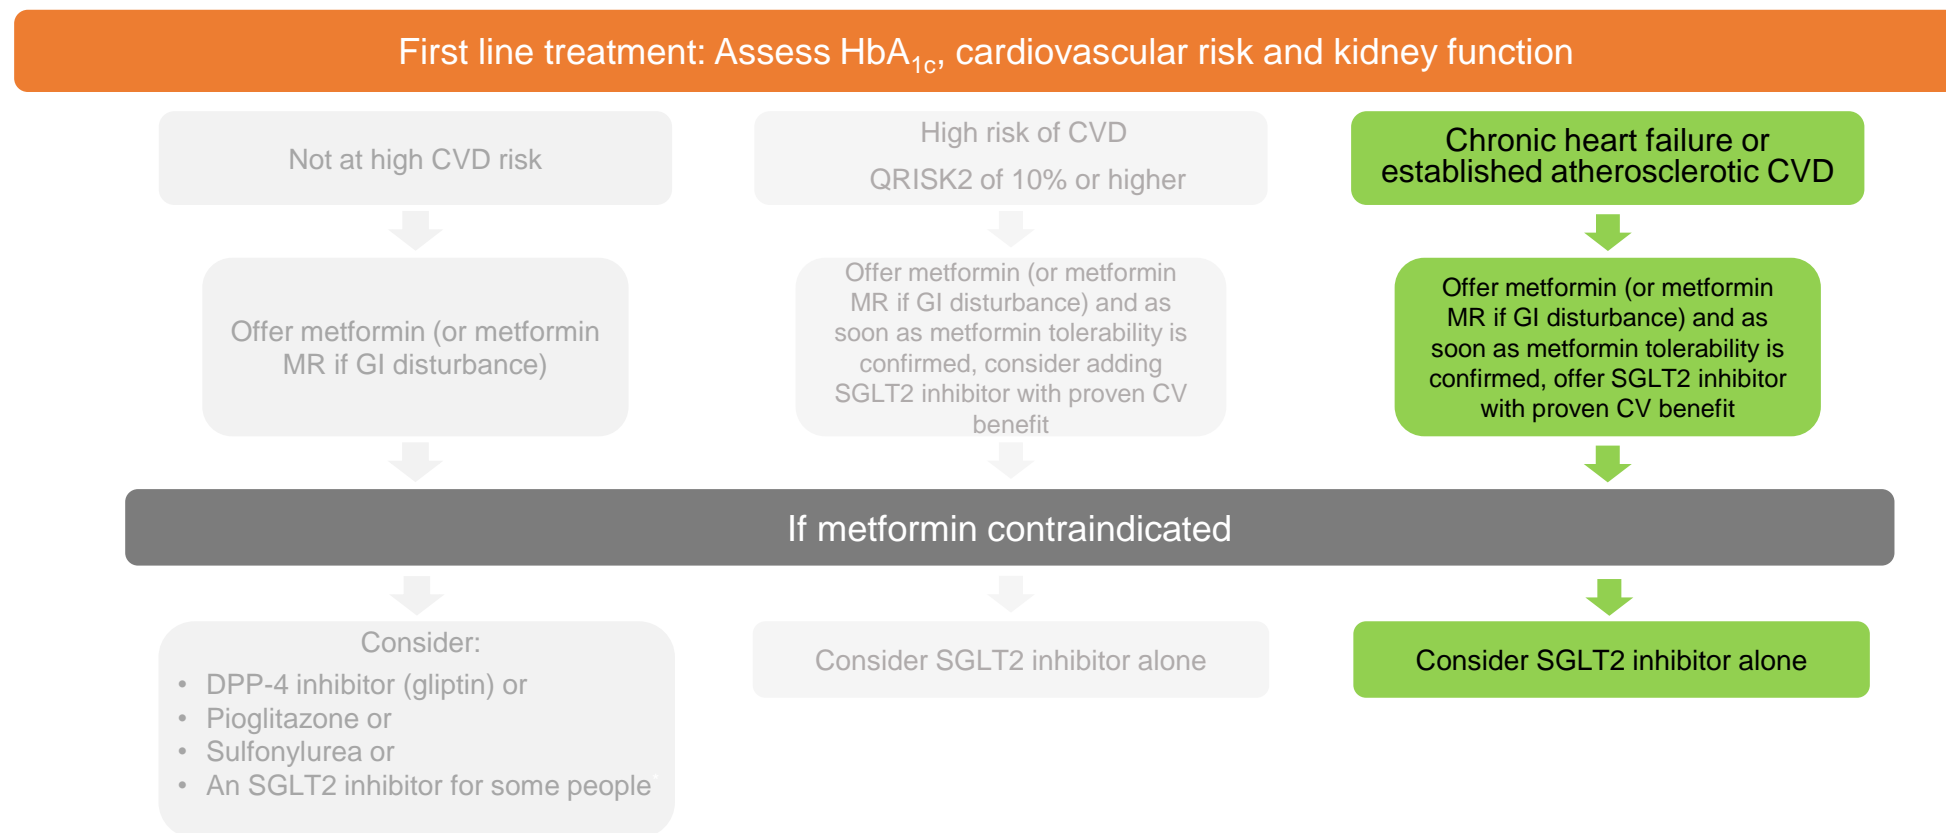 First line treatment: Assess HbA1c, cardiovascular risk and kidney function
Not at high CVD risk
High risk of CVD
QRISK2 of 10% or higher
Chronic heart failure or
established atherosclerotic CVD
Offer metformin (or metformin
MR if GI disturbance)
Offer metformin (or metformin
MR if GI disturbance) and as
soon as metformin tolerability is
confirmed, consider adding
SGLT2 inhibitor with proven CV
benefit
Offer metformin (or metformin
MR if GI disturbance) and as
soon as metformin tolerability is
confirmed, offer SGLT2 inhibitor
with proven CV benefit
If metformin contraindicated
Consider:
• DPP-4 inhibitor (gliptin) or
• Pioglitazone or
• Sulfonylurea or
• An SGLT2 inhibitor for some people*
Consider SGLT2 inhibitor alone
Consider SGLT2 inhibitor alone